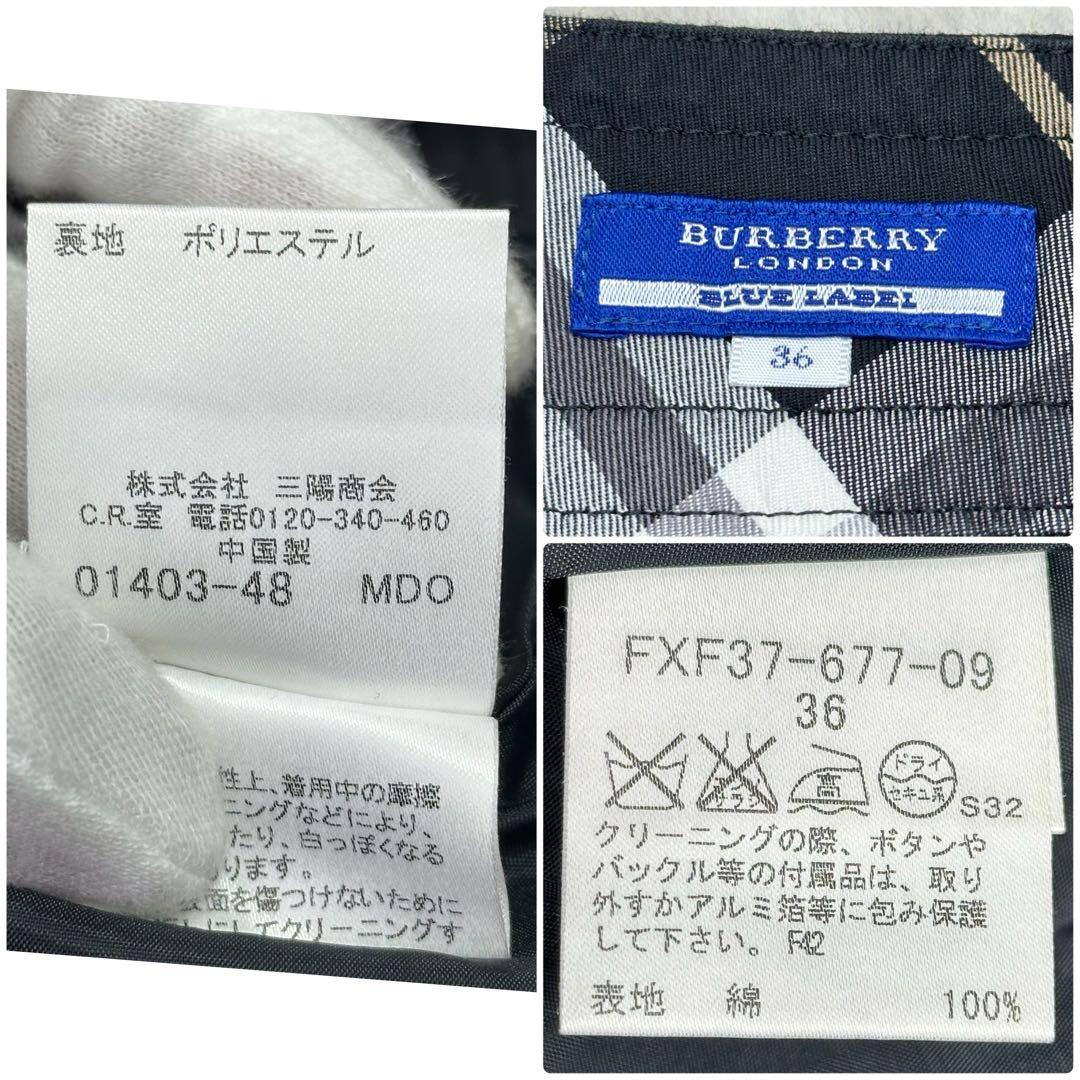 裏地 ポリエステル
株式会社 三陽商会
C.R.室 電話0120-340-460
中国製
01403-48 MDO
性上、着用中の摩擦
ニングなどにより、
たり、白っぽくなる
ります。
表面を傷つけないために
にしてクリーニングす
BURBERRY
LONDON
BLUE LABEL
36
FXF37-677-09
36
サラシ
高
ドライ
セキユ系
S32
クリーニングの際、ボタンや
バックル等の付属品は、取り
外すかアルミ箔等に包み保護
して下さい。 F42
表地 綿 100%